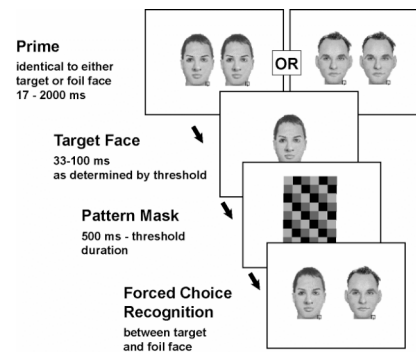 Prime
identical to either
target or foil face
17 - 2000 ms
OR
Target Face
33-100 ms
as determined by threshold
Pattern Mask
500 ms - threshold
duration
Forced Choice
Recognition
between target
and foil face